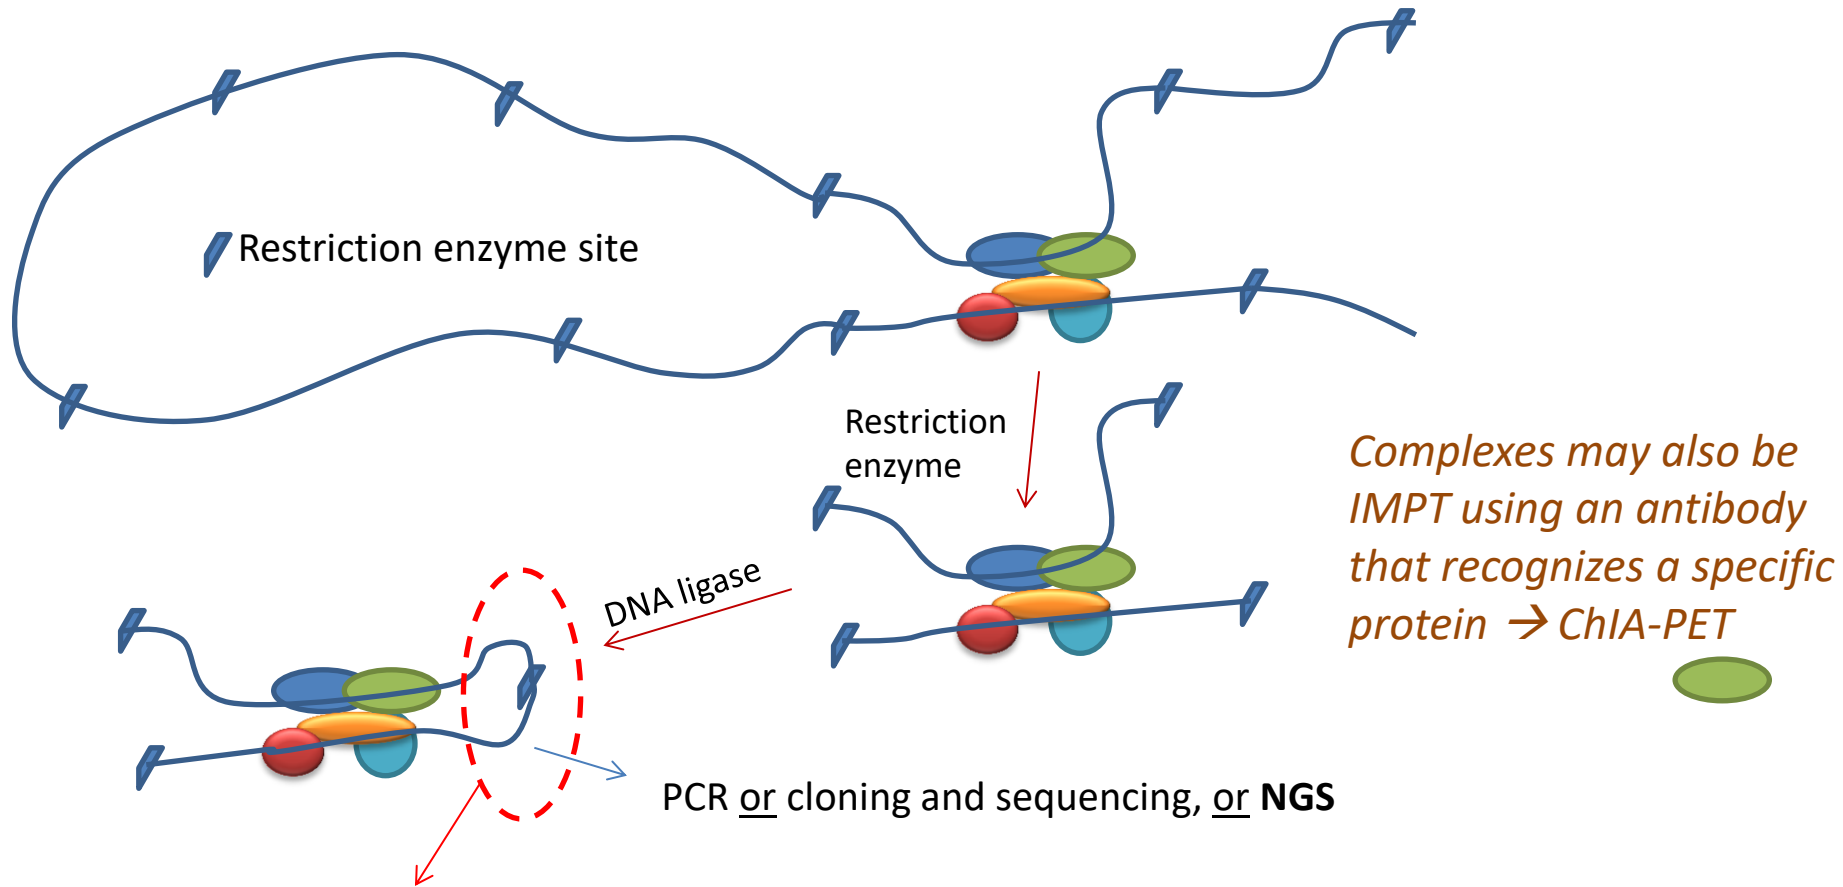 Restriction enzyme site
Restriction
enzyme
Complexes may also be
IMPT using an antibody
that recognizes a specific
protein → ChIA-PET
DNA ligase
PCR or cloning and sequencing, or NGS